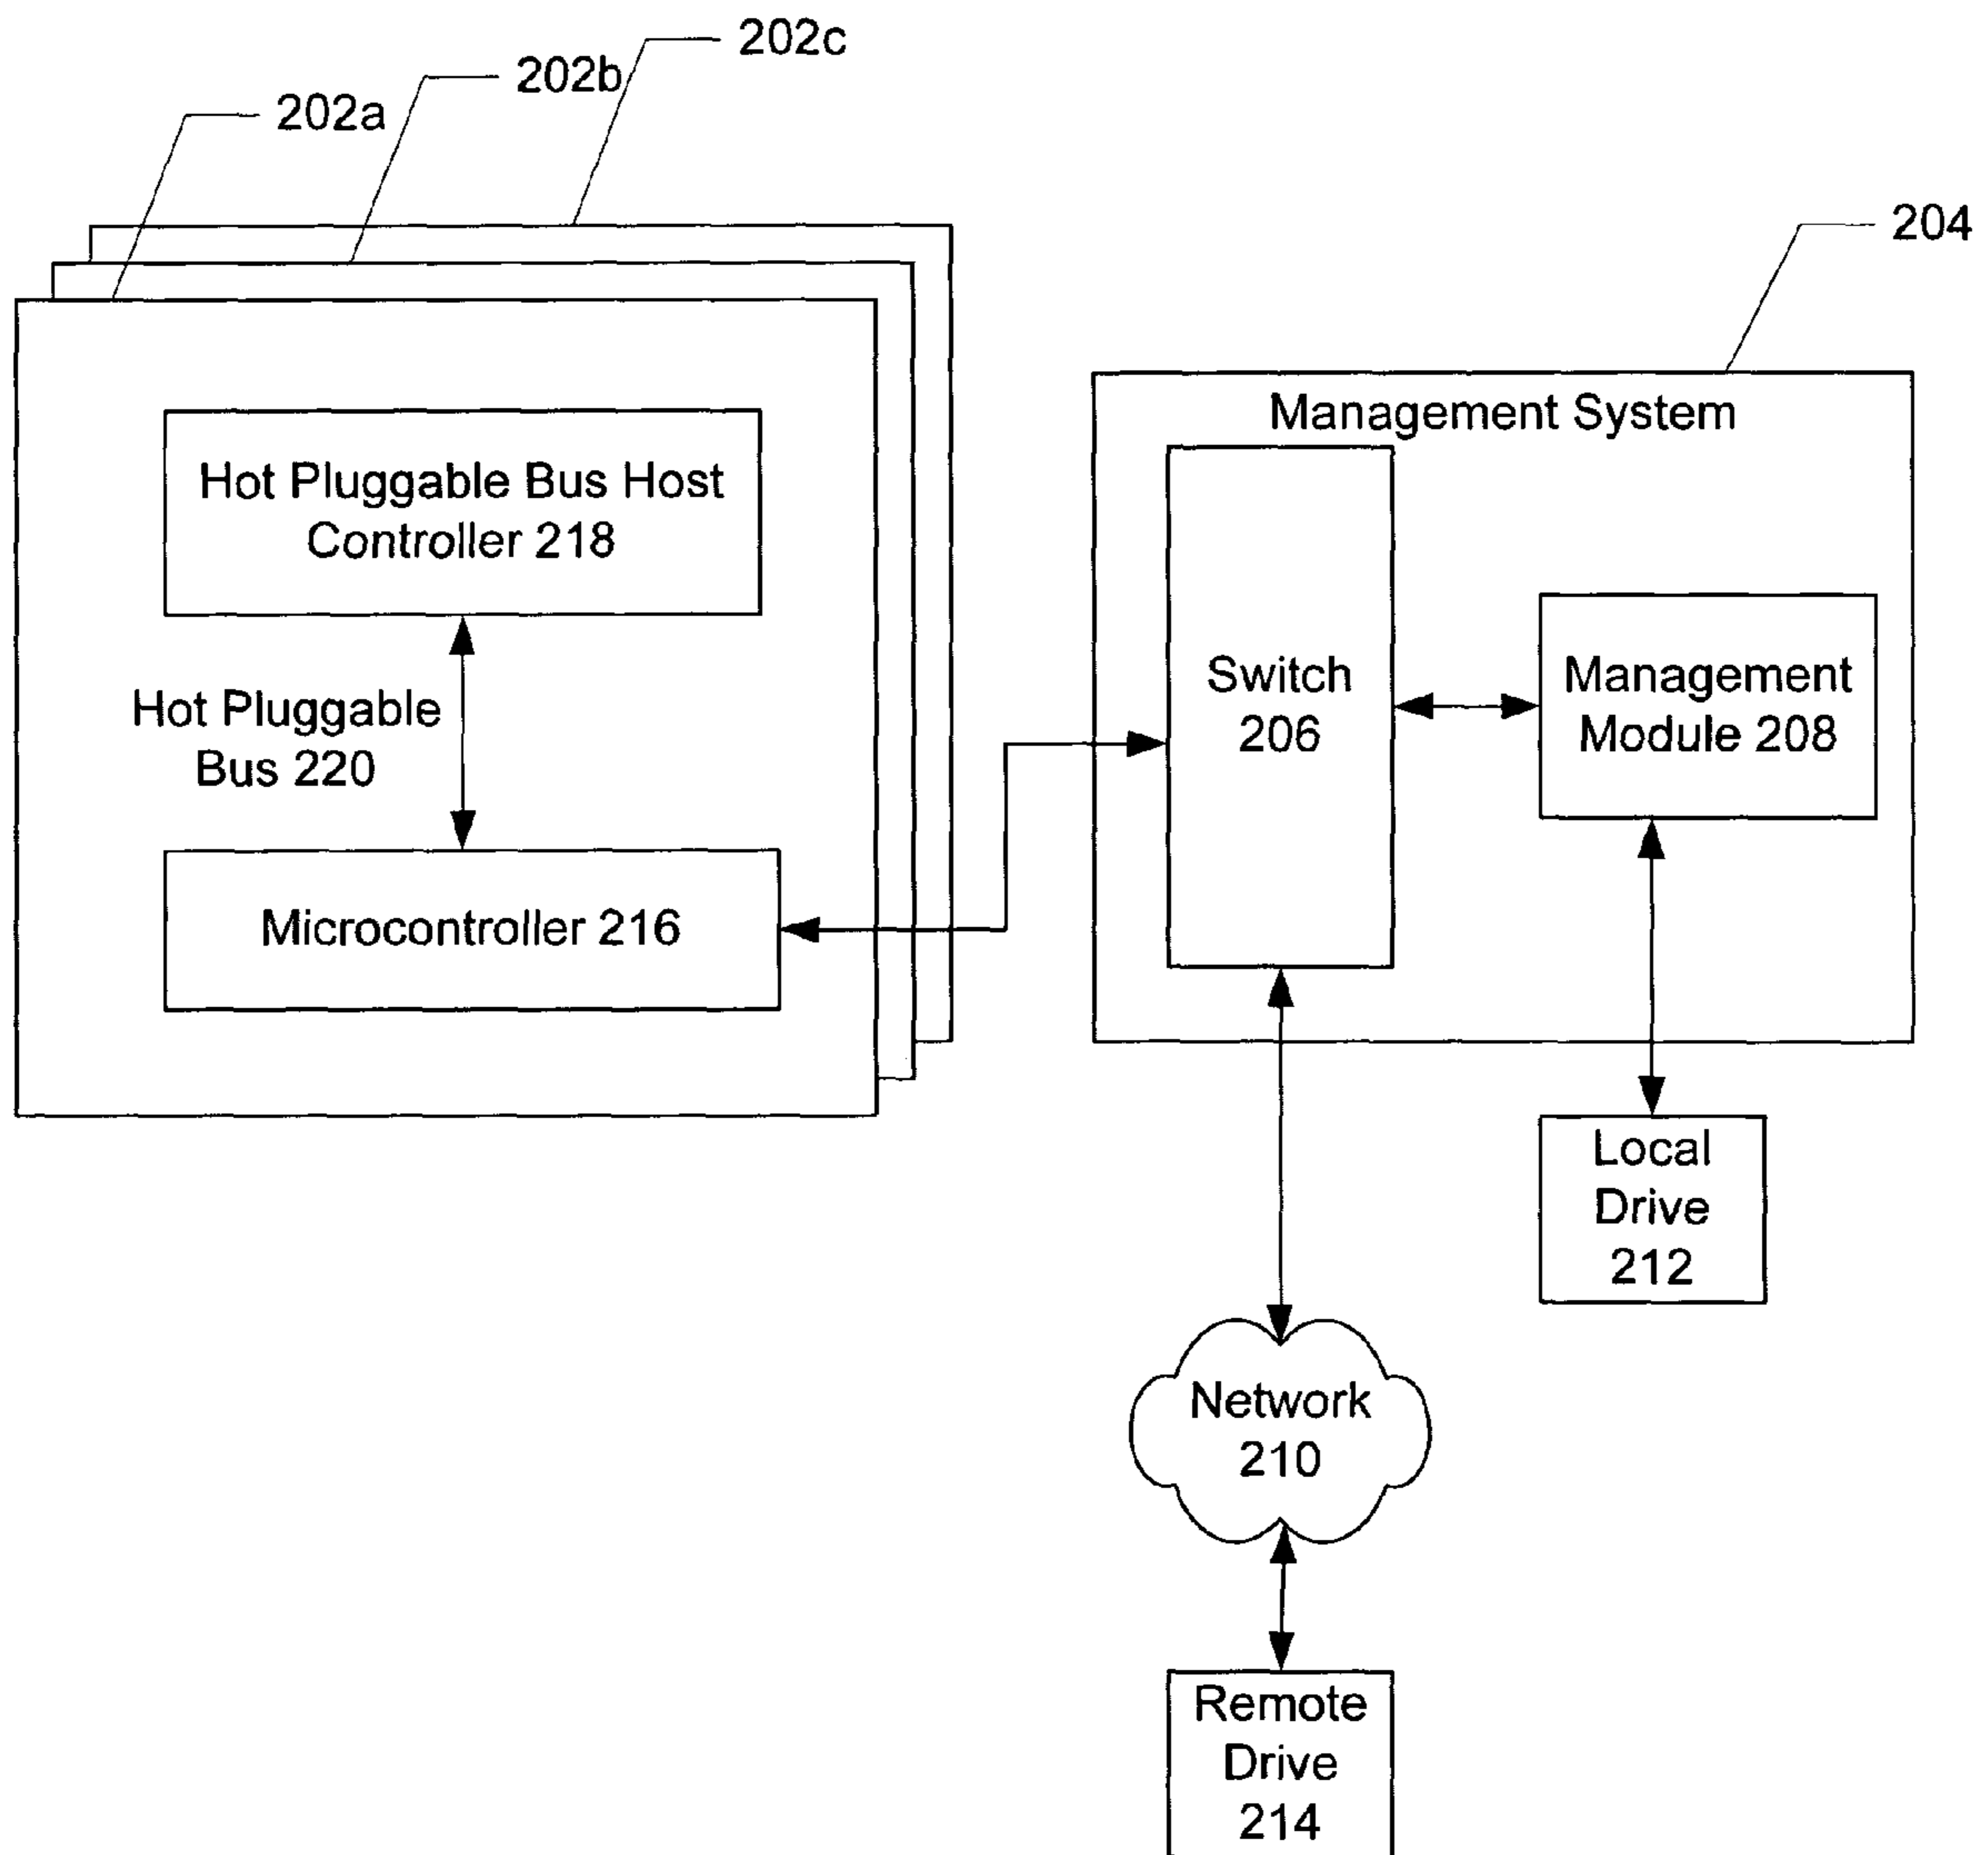 202c
202b
202a
204
Management System
Hot Pluggable Bus Host
Controller 218
Hot Pluggable
Bus 220
Microcontroller 216
Switch
206
Management
Module 208
Local
Drive
212
Network
210
Remote
Drive
214